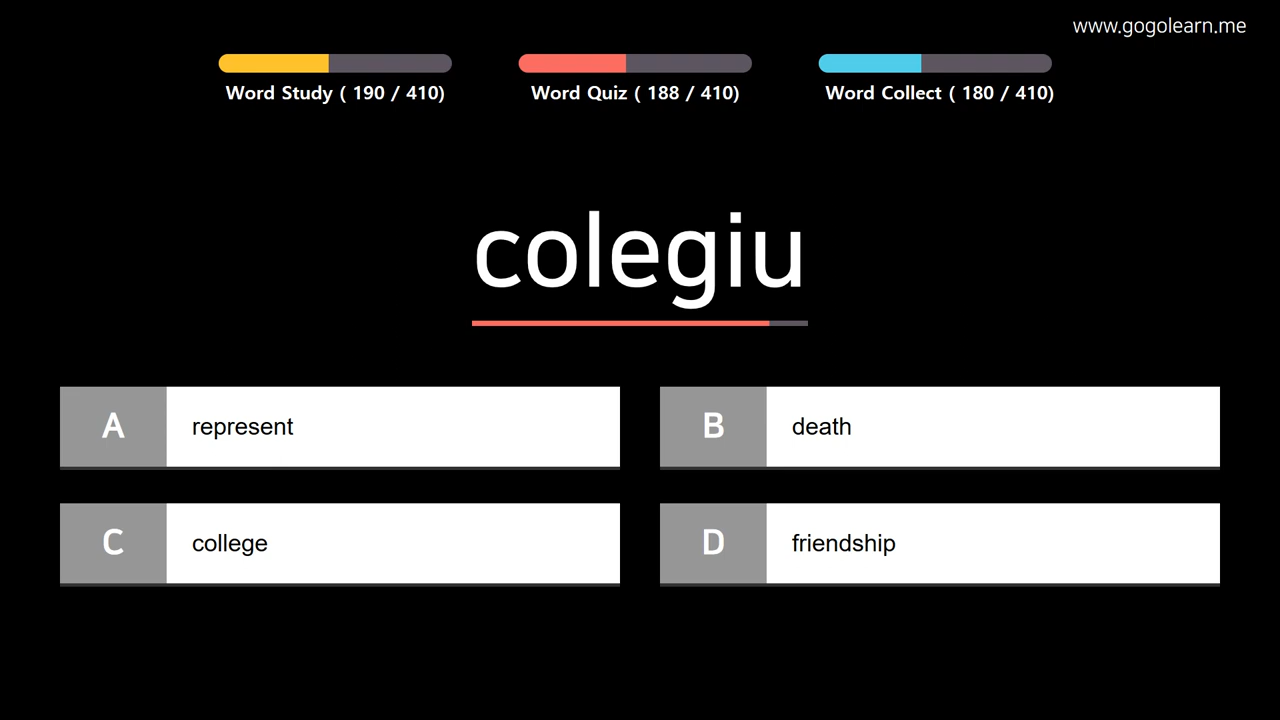 www.gogolearn.me
Word Study ( 190 / 410)
Word Quiz ( 188 / 410)
Word Collect ( 180 / 410)
colegiu
A represent
B death
C college
D friendship